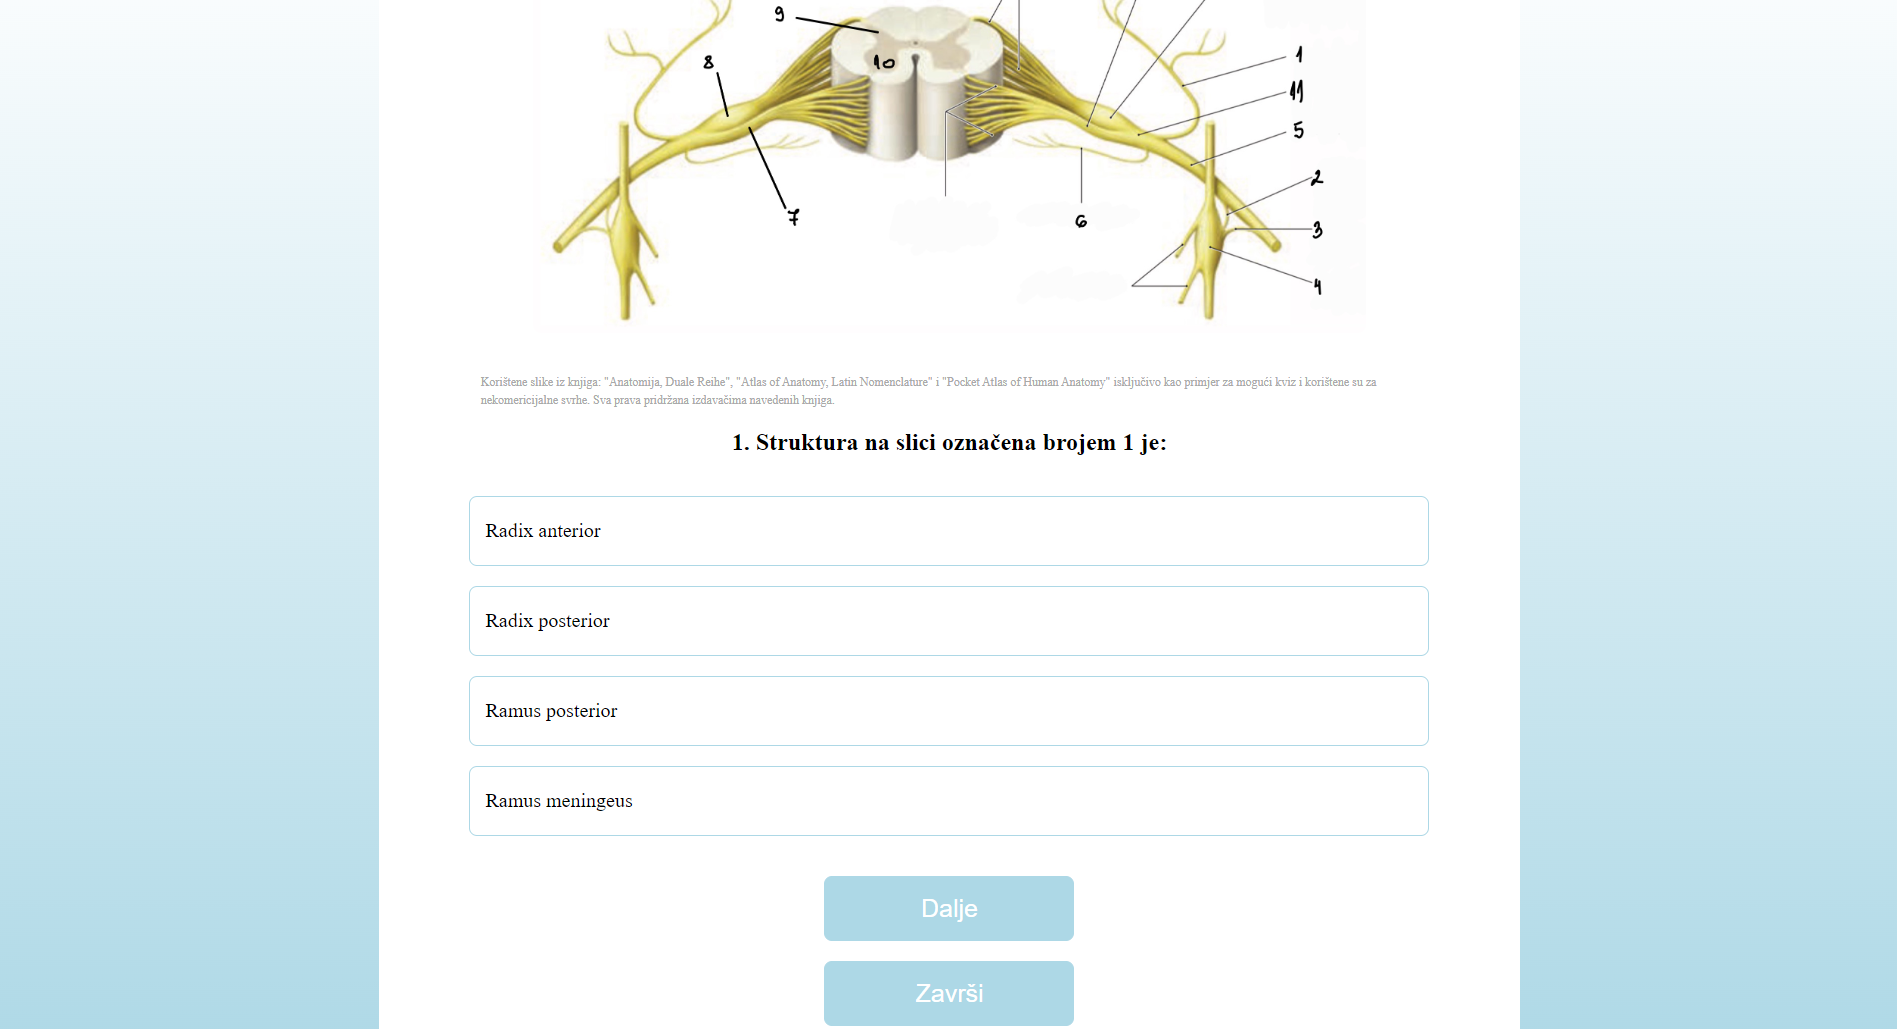 9
8
10
1
11
5
2
7
6
3
4
Korištene slike iz knjiga: "Anatomija, Duale Reihe", "Atlas of Anatomy, Latin Nomenclature" i "Pocket Atlas of Human Anatomy" isključivo kao primjer za mogući kviz i korištene su za
nekomericijalne svrhe. Sva prava pridržana izdavačima navedenih knjiga.
1. Struktura na slici označena brojem 1 je:
Radix anterior
Radix posterior
Ramus posterior
Ramus meningeus
Dalje
Završi